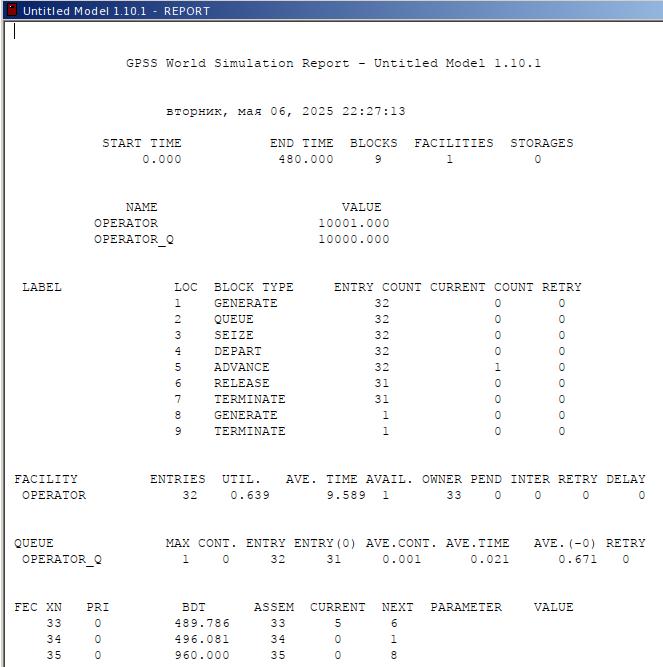 Untitled Model 1.10.1 - REPORT
GPSS World Simulation Report - Untitled Model 1.10.1
вторник, мая 06, 2025 22:27:13
START TIME END TIME BLOCKS FACILITIES STORAGES
0.000 480.000 9 1 0
NAME VALUE
OPERATOR 10001.000
OPERATOR_Q 10000.000
LABEL LOC BLOCK TYPE ENTRY COUNT CURRENT COUNT RETRY
1 GENERATE 32 0 0
2 QUEUE 32 0 0
3 SEIZE 32 0 0
4 DEPART 32 0 0
5 ADVANCE 32 1 0
6 RELEASE 31 0 0
7 TERMINATE 31 0 0
8 GENERATE 1 0 0
9 TERMINATE 1 0 0
FACILITY ENTRIES UTIL. AVE. TIME AVAIL. OWNER PEND INTER RETRY DELAY
OPERATOR 32 0.639 9.589 1 33 0 0 0 0
QUEUE MAX CONT. ENTRY ENTRY(0) AVE.CONT. AVE.TIME AVE.(-0) RETRY
OPERATOR_Q 1 0 32 31 0.001 0.021 0.671 0
FEC XN PRI BDT ASSEM CURRENT NEXT PARAMETER VALUE
33 0 489.786 33 5 6
34 0 496.081 34 0 1
35 0 960.000 35 0 8